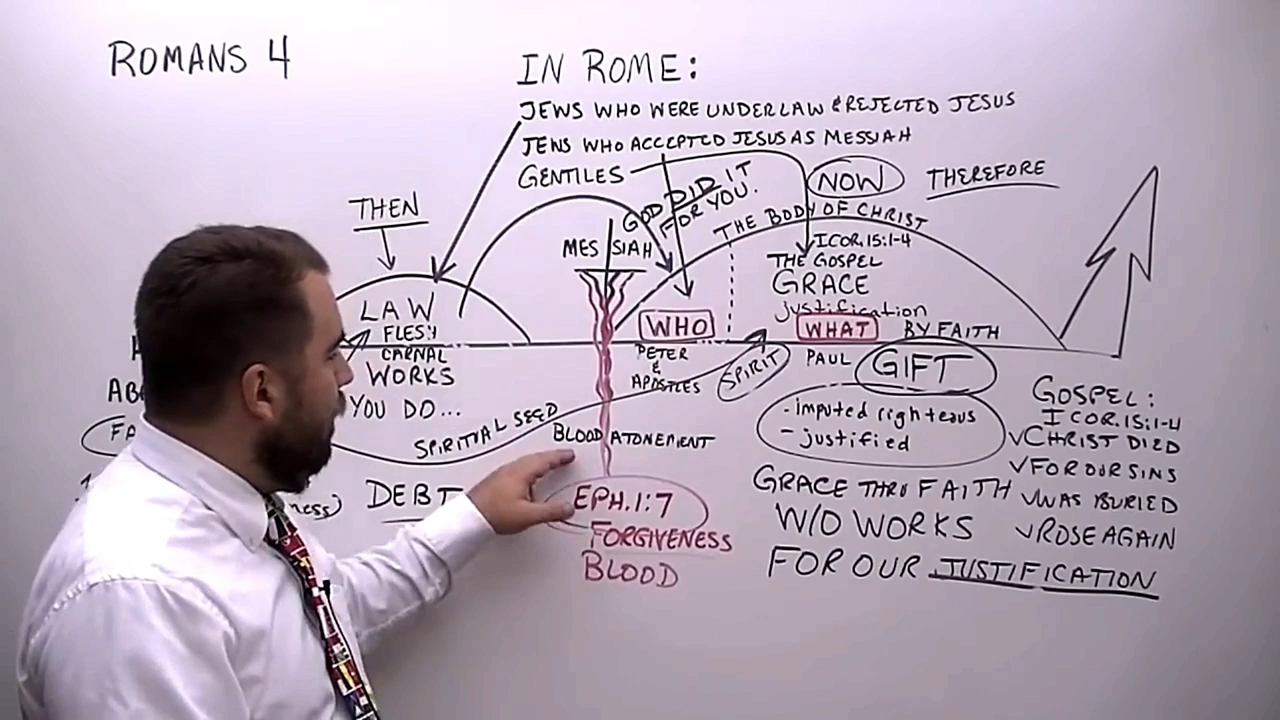 ROMANS 4
IN ROME:
JEWS WHO WERE UNDER LAW & REJECTED JESUS
JEWS WHO ACCEPTED JESUS AS MESSIAH
GENTILES
GOD DID IT
FOR YOU.
NOW
THEREFORE
THEN
THE BODY OF CHRIST
MESSIAH
I COR. 15:1-4
THE GOSPEL
GRACE
justification
LAW
FLESH
CARNAL
WORKS
YOU DO...
WHO
WHAT
BY FAITH
PETER
&
APOSTLES
SPIRIT
PAUL
GIFT
SPIRITUAL SEED
BLOOD ATONEMENT
- imputed righteous
- justified
GOSPEL:
I COR. 15:1-4
√CHRIST DIED
√FOR OUR SINS
√WAS BURIED
√ROSE AGAIN
DEBT
EPH. 1:7
FORGIVENESS
BLOOD
GRACE THRU FAITH
W/O WORKS
FOR OUR JUSTIFICATION